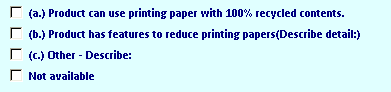 (a.) Product can use printing paper with 100% recycled contents.
(b.) Product has features to reduce printing papers(Describe detail:)
(c.) Other - Describe:
Not available